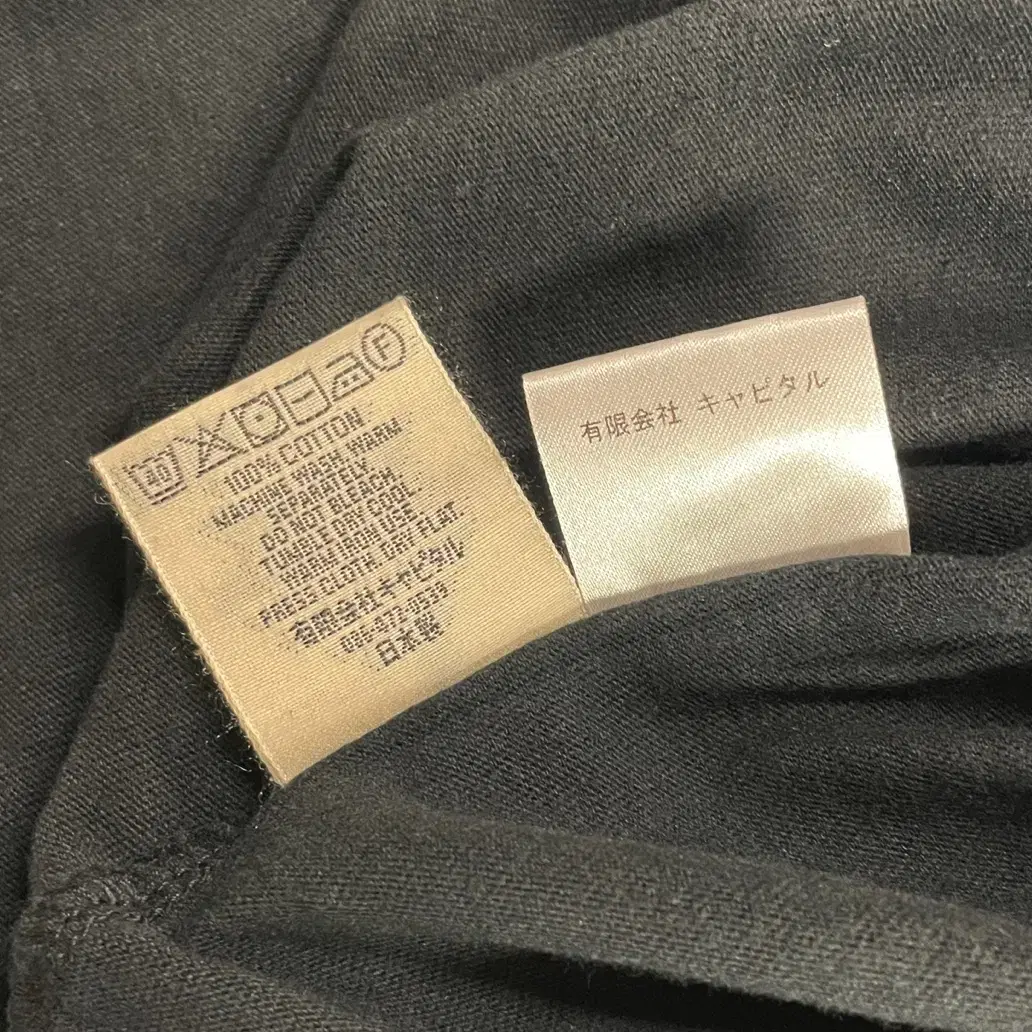 100% COTTON
MACHINE WASH WARM
SEPARATELY
DO NOT BLEACH
TUMBLE DRY COOL
WARM IRON USE
PRESS CLOTH. DRY FLAT
有限会社キャピタル
日本製
有限会社 キャピタル